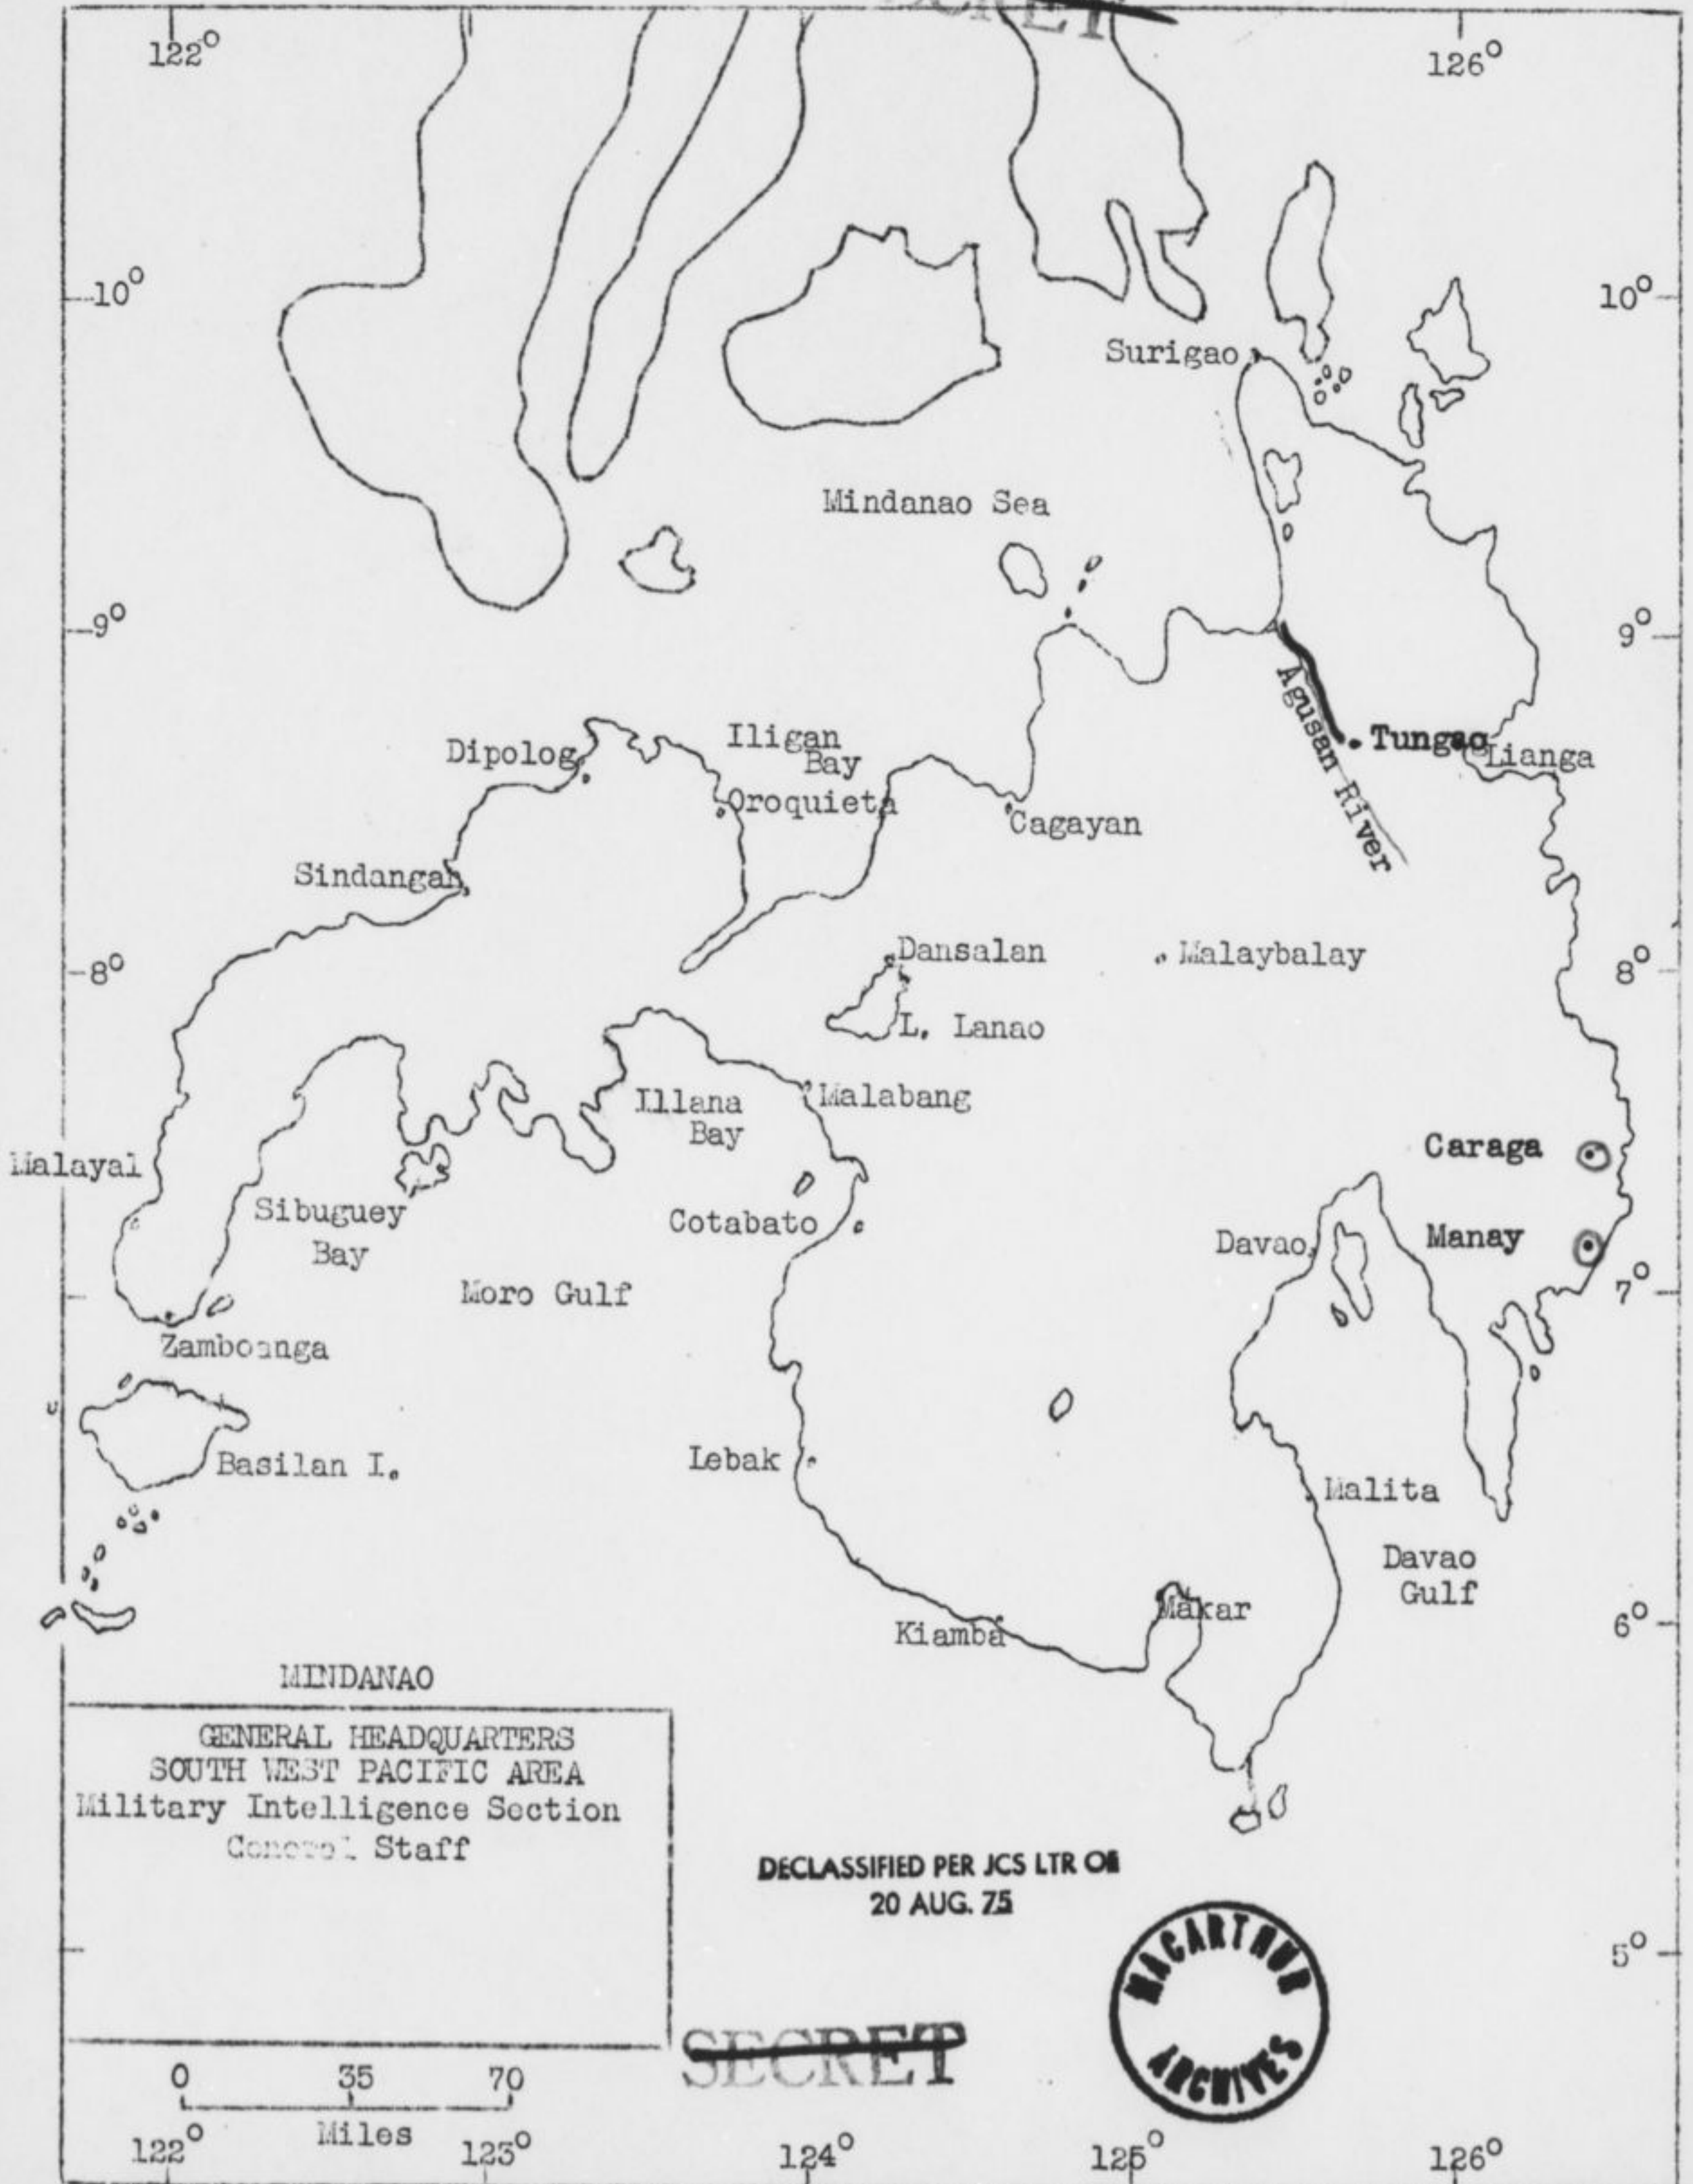 SECRET
122°
126°
10°
10°
Surigao
Mindanao Sea
9°
9°
Agusan River
Tungao
Lianga
Dipolog
Iligan
Bay
Oroquieta
Cagayan
Sindangan
8°
Dansalan
Malaybalay
8°
L. Lanao
Illana
Bay
Malabang
Malayal
Caraga
Sibuguey
Bay
Cotabato
Davao
Manay
Moro Gulf
7°
Zamboanga
Basilan I.
Lebak
Malita
Davao
Gulf
Makar
Kiamba
6°
MINDANAO
GENERAL HEADQUARTERS
SOUTH WEST PACIFIC AREA
Military Intelligence Section
General Staff
DECLASSIFIED PER JCS LTR OF
20 AUG. 75
MACARTHUR
ARCHIVES
5°
SECRET
0 35 70
Miles
122°
123°
124°
125°
126°